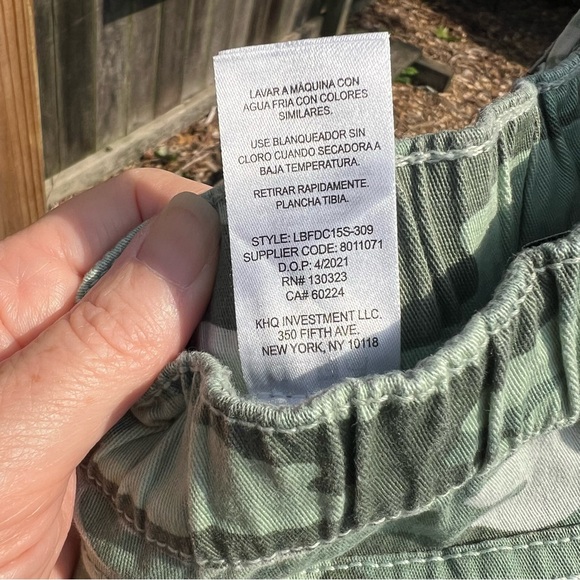 LAVAR A MÁQUINA CON
AGUA FRIA CON COLORES
SIMILARES.
USE BLANQUEADOR SIN
CLORO CUANDO SECADORA A
BAJA TEMPERATURA.
RETIRAR RAPIDAMENTE.
PLANCHA TIBIA.
STYLE: LBFDC15S-309
SUPPLIER CODE: 8011071
D.O.P: 4/2021
RN# 130323
CA# 60224
KHQ INVESTMENT LLC.
350 FIFTH AVE.
NEW YORK, NY 10118